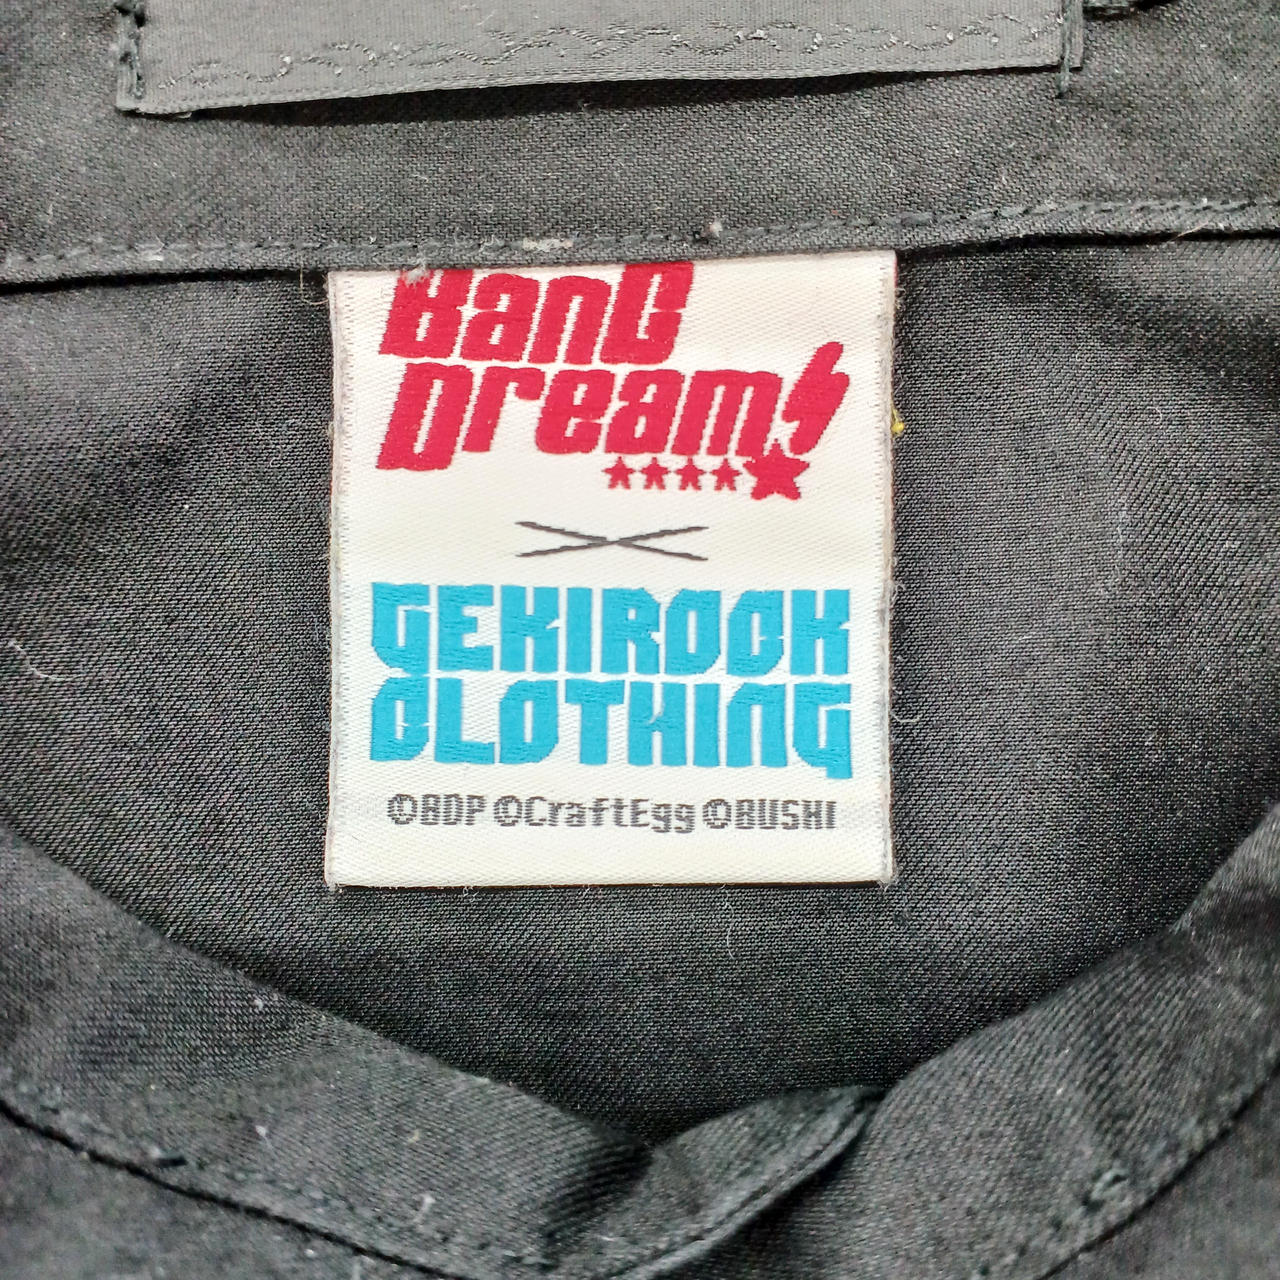 BanG
Dream!
×
GEKIROCK
CLOTHING
©BDP ©CraftEgg ©BUSHI